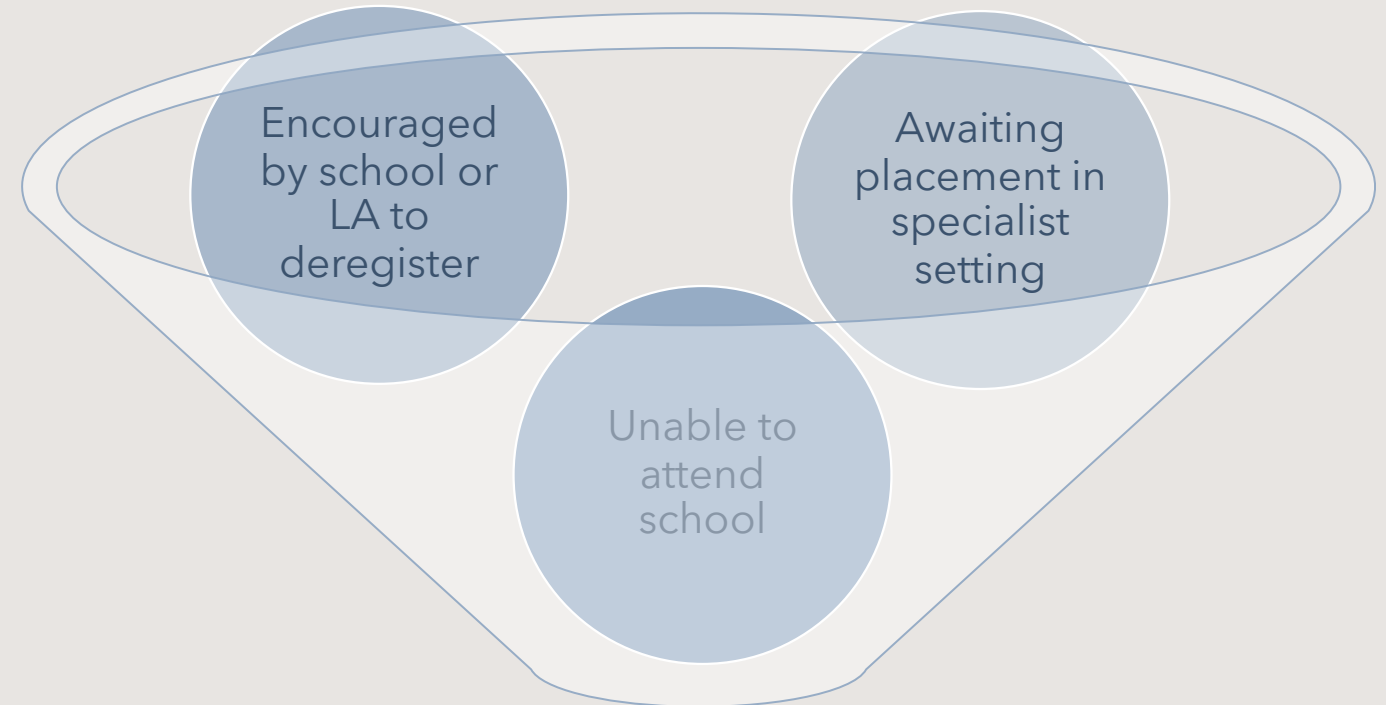 Encouraged
by school or
LA to
deregister
Awaiting
placement in
specialist
setting
Unable to
attend
school